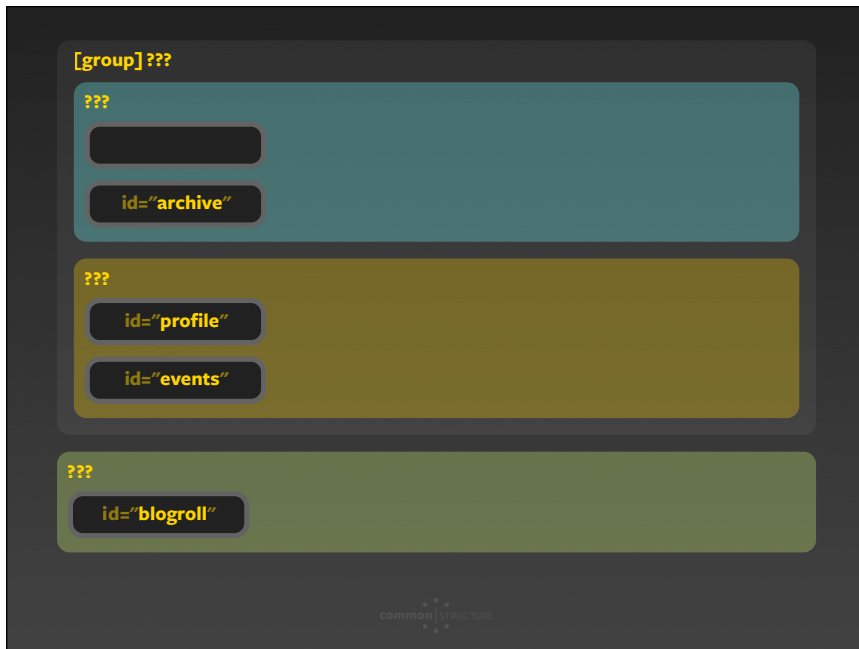 [group] ???
???
id="archive"
???
id="profile"
id="events"
???
id="blogroll"
common STRUCTURE